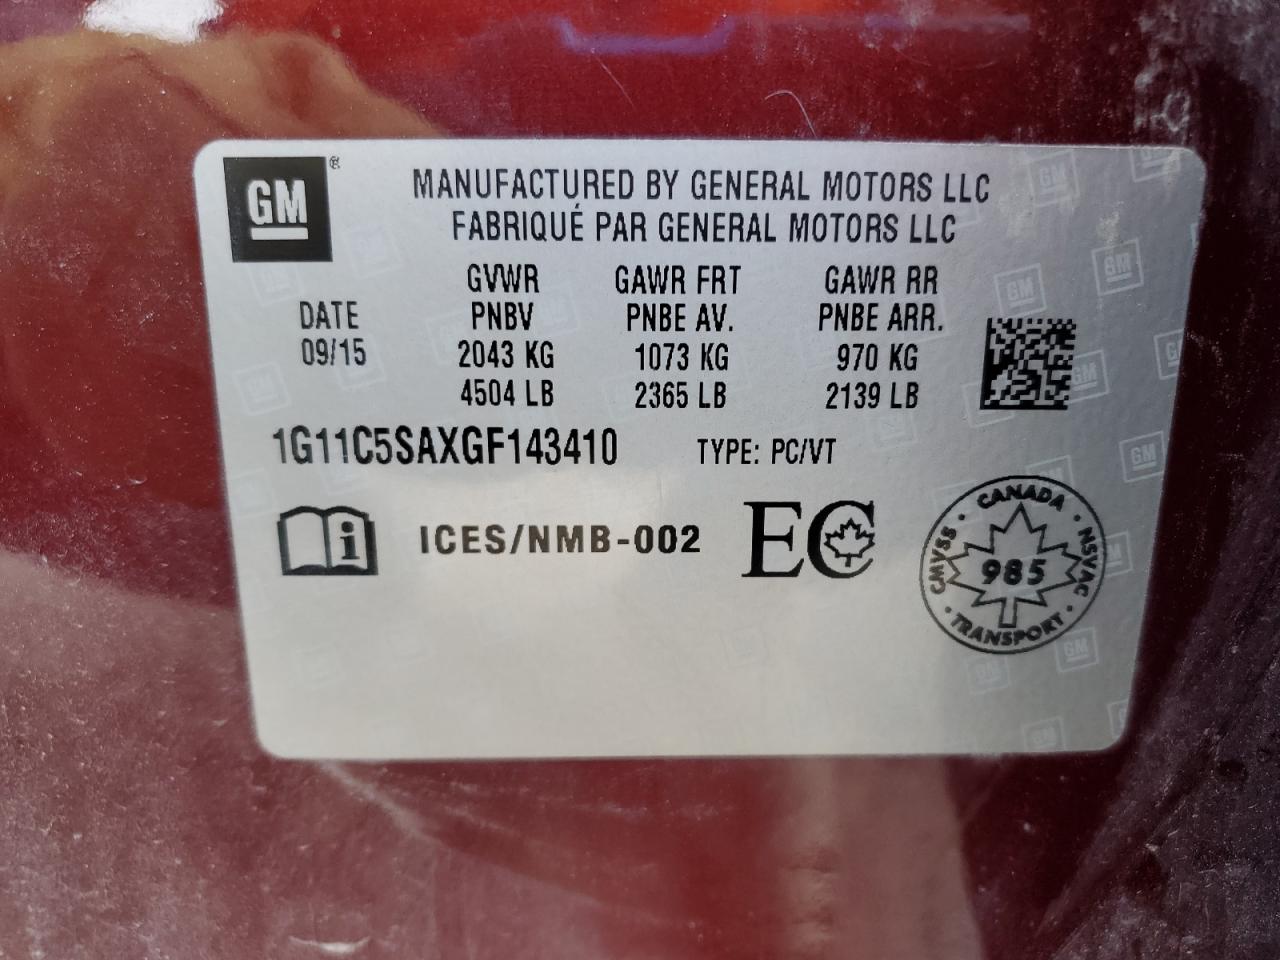 GM®
MANUFACTURED BY GENERAL MOTORS LLC
FABRIQUÉ PAR GENERAL MOTORS LLC
GVWR GAWR FRT GAWR RR
DATE PNBV PNBE AV. PNBE ARR.
09/15 2043 KG 1073 KG 970 KG
4504 LB 2365 LB 2139 LB
1G11C5SAXGF143410 TYPE: PC/VT
i ICES/NMB-002 EC
CANADA
CMVSS · 985 · NSVAC
TRANSPORT